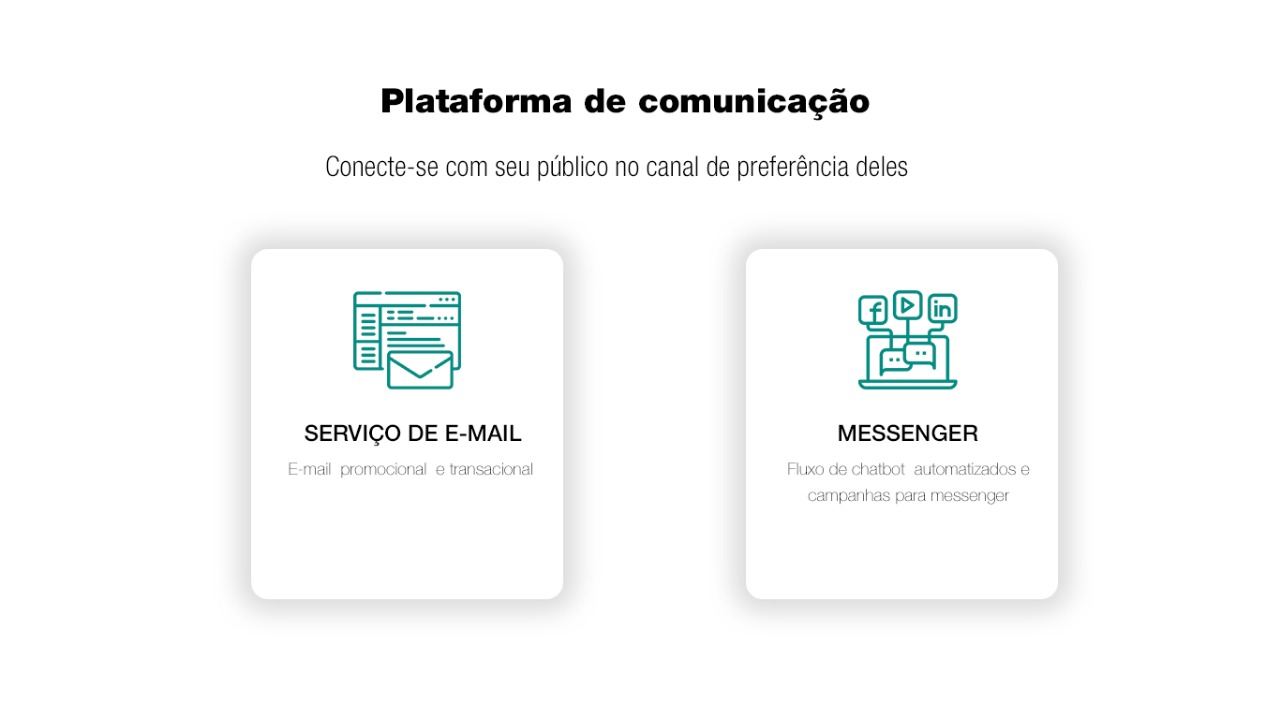 Plataforma de comunicação
Conecte-se com seu público no canal de preferência deles
SERVIÇO DE E-MAIL
E-mail promocional e transacional
MESSENGER
Fluxo de chatbot automatizados e
campanhas para messenger